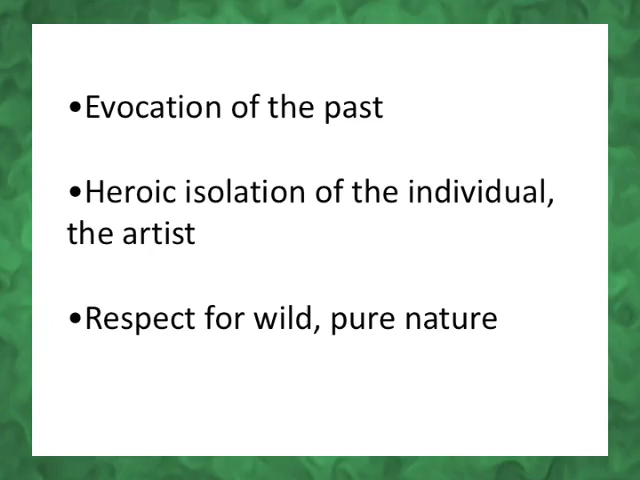 •Evocation of the past
•Heroic isolation of the individual,
the artist
•Respect for wild, pure nature